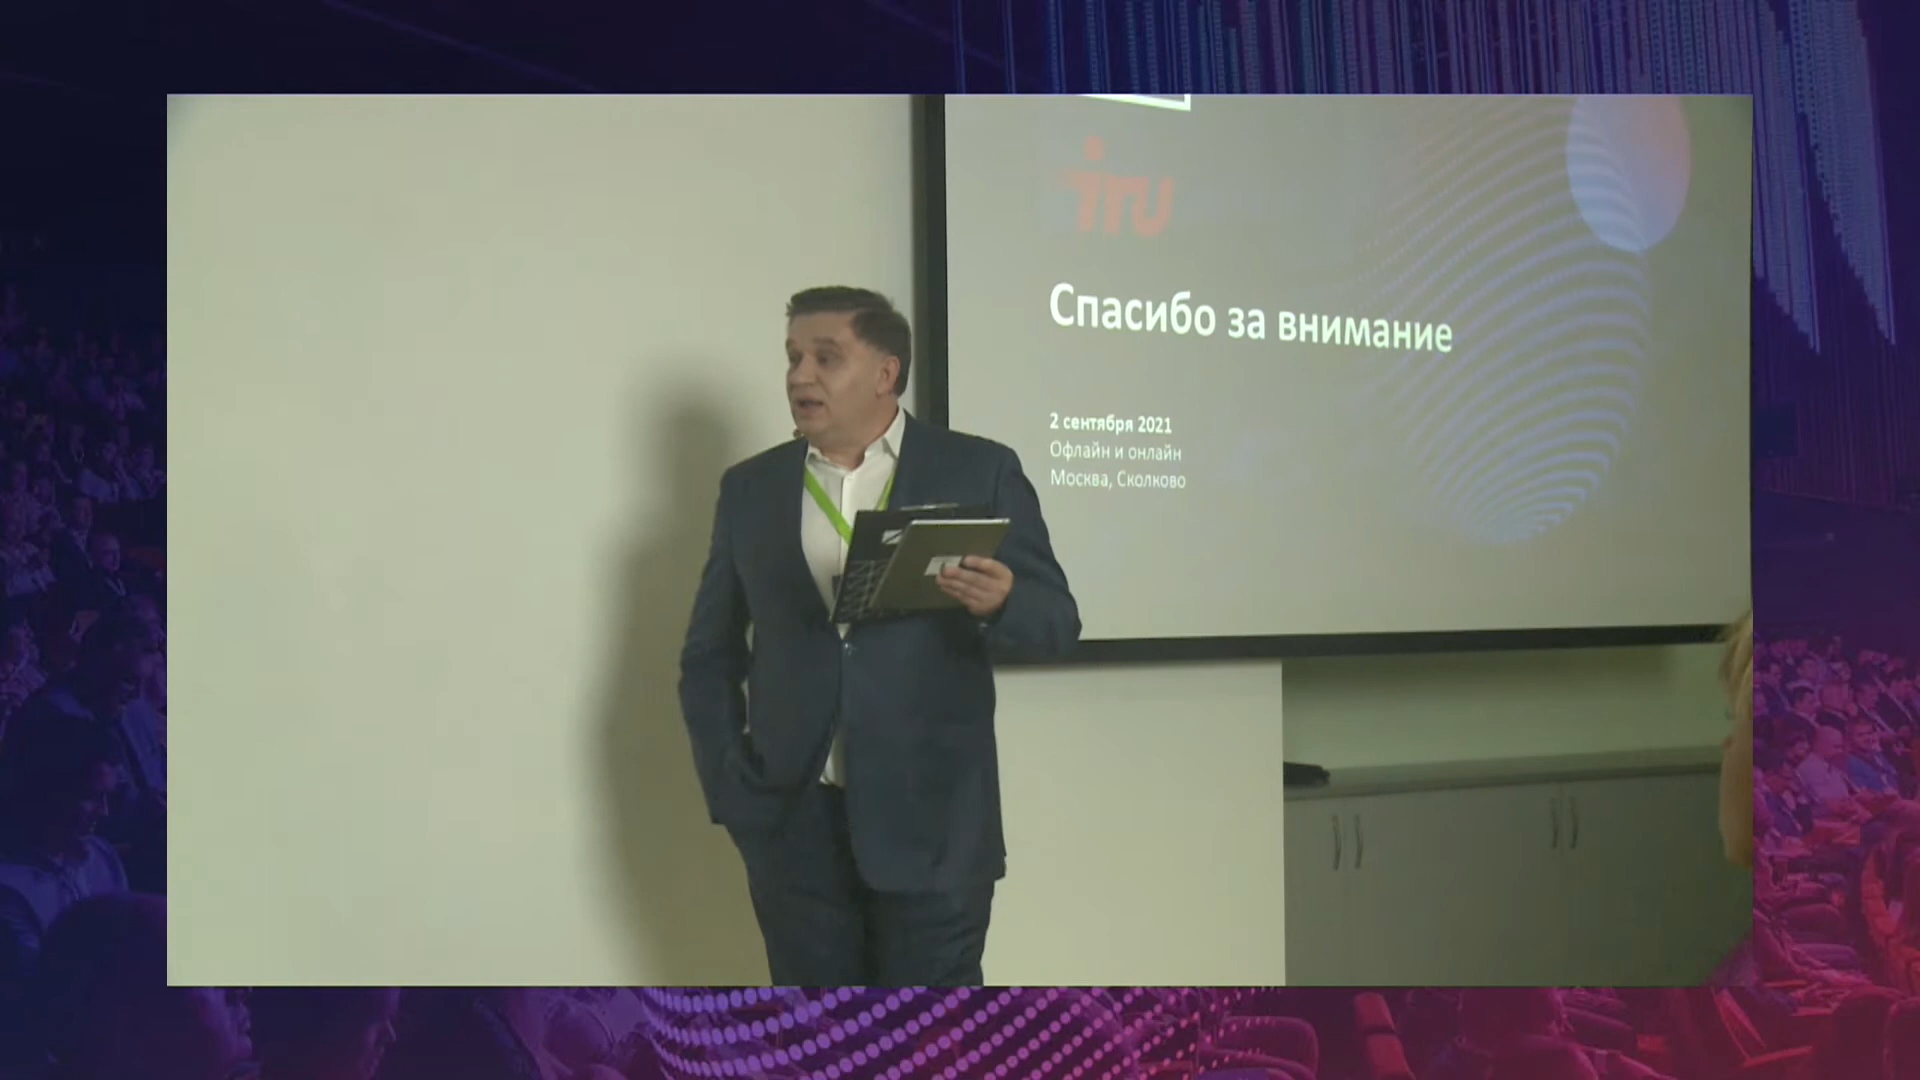 iru
Спасибо за внимание
2 сентября 2021
Офлайн и онлайн
Москва, Сколково